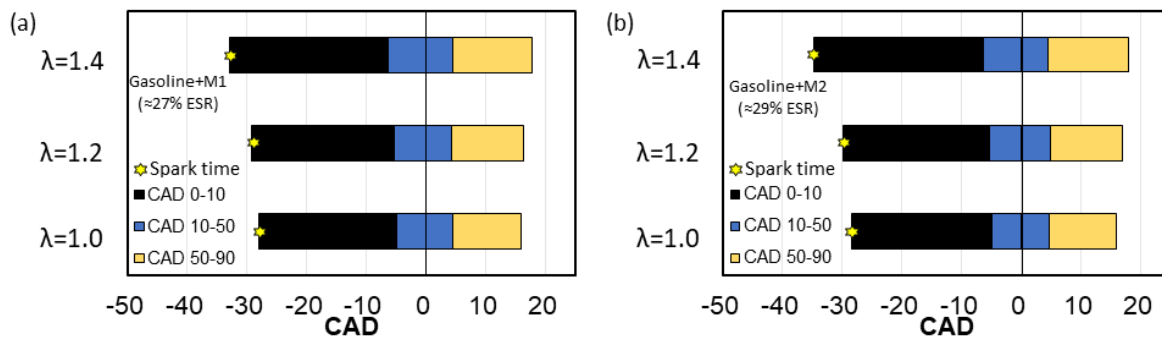 (a)
λ=1.4
Gasoline+M1
(≈27% ESR)
λ=1.2
Spark time
CAD 0-10
λ=1.0
CAD 10-50
CAD 50-90
-50 -40 -30 -20 -10 0 10 20
CAD
(b)
λ=1.4
Gasoline+M2
(≈29% ESR)
λ=1.2
Spark time
CAD 0-10
λ=1.0
CAD 10-50
CAD 50-90
-50 -40 -30 -20 -10 0 10 20
CAD